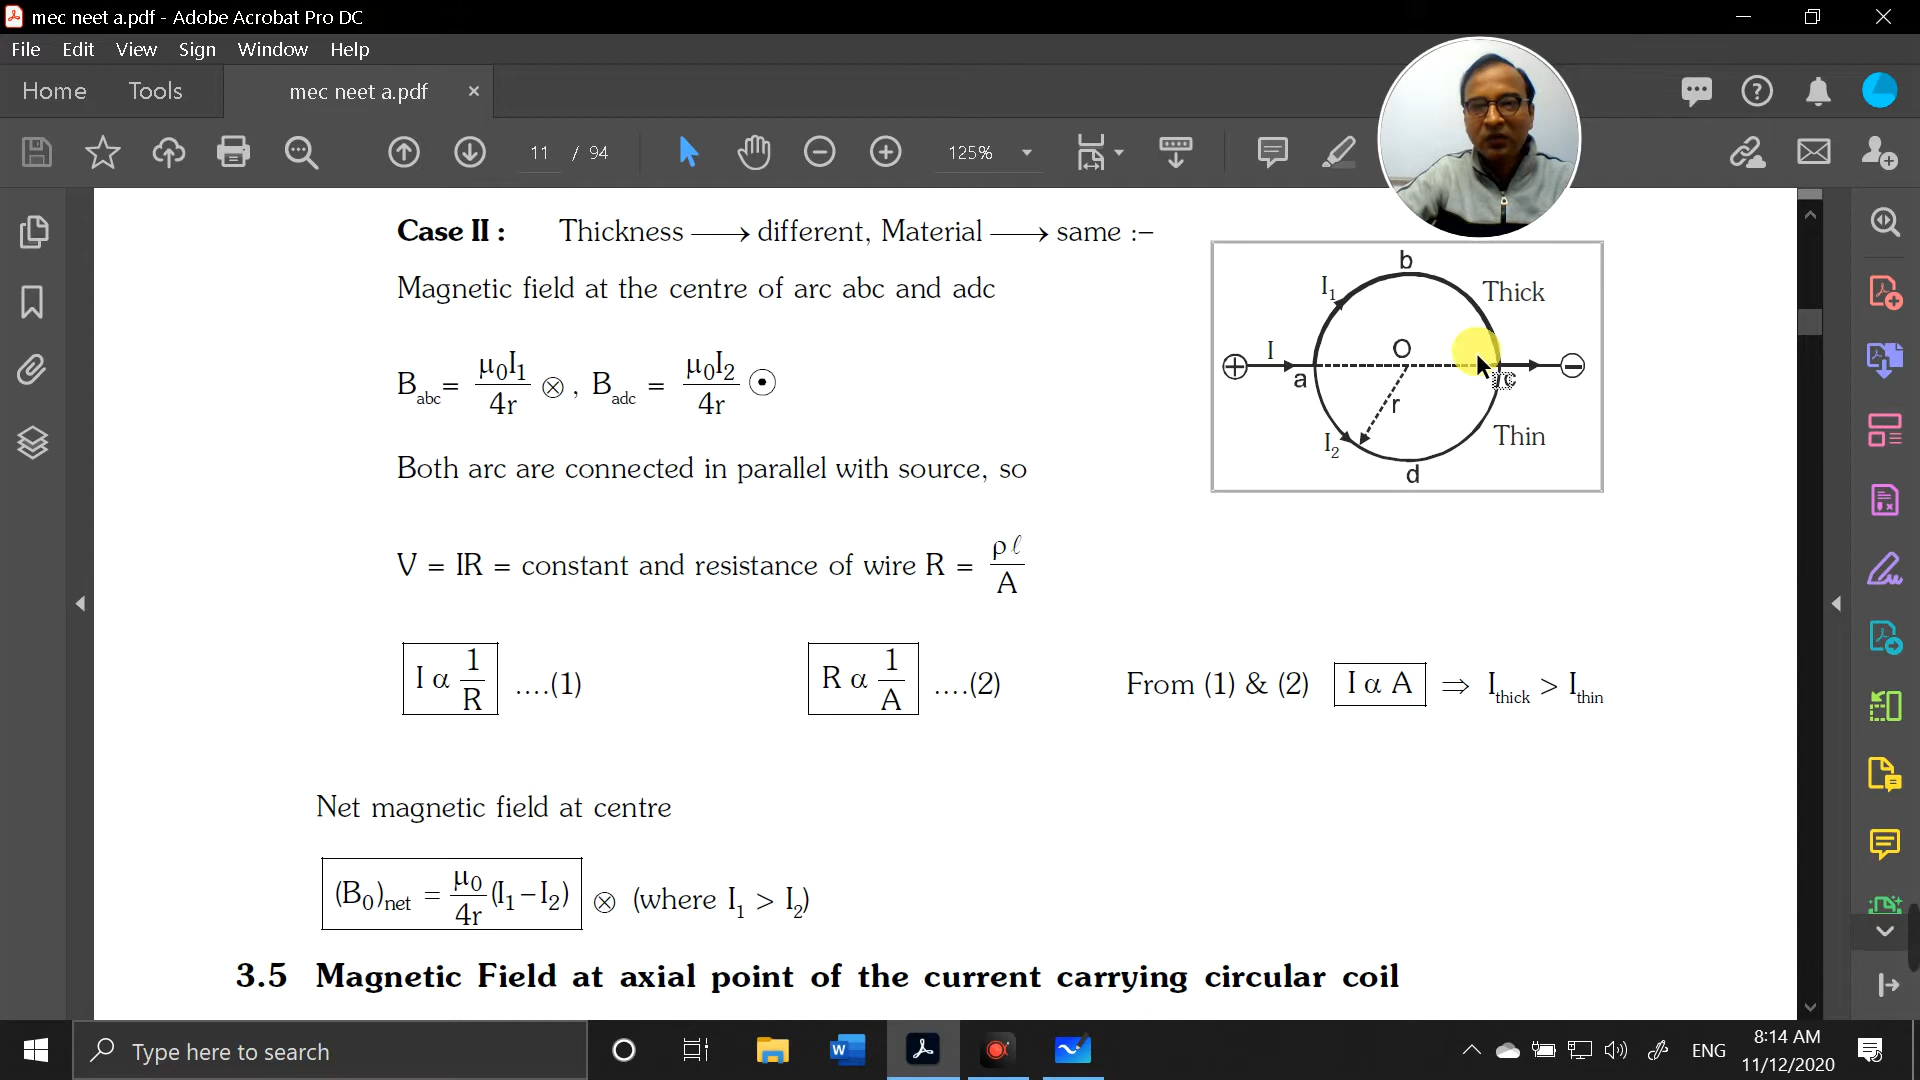 mec neet a.pdf - Adobe Acrobat Pro DC
File Edit View Sign Window Help
Home Tools mec neet a.pdf ×
11 / 94 125%
Case II : Thickness ⟶ different, Material ⟶ same :–
Magnetic field at the centre of arc abc and adc
B_abc = μ₀I₁/4r ⊗ , B_adc = μ₀I₂/4r ⊙
Both arc are connected in parallel with source, so
V = IR = constant and resistance of wire R = ρℓ/A
I α 1/R ....(1) R α 1/A ....(2) From (1) & (2) I α A ⇒ I_thick > I_thin
Net magnetic field at centre
(B₀)_net = μ₀/4r (I₁ – I₂) ⊗ (where I₁ > I₂)
3.5 Magnetic Field at axial point of the current carrying circular coil
b
I₁ Thick
I O
a c
r
I₂ Thin
d
Type here to search
ENG
8:14 AM
11/12/2020